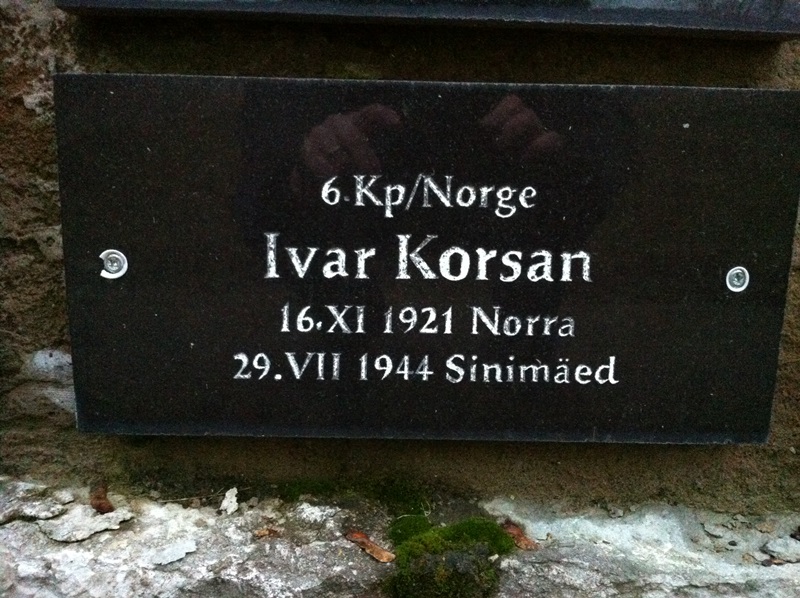 6.Kp/Norge
Ivar Korsan
16.XI 1921 Norra
29.VII 1944 Sinimäed